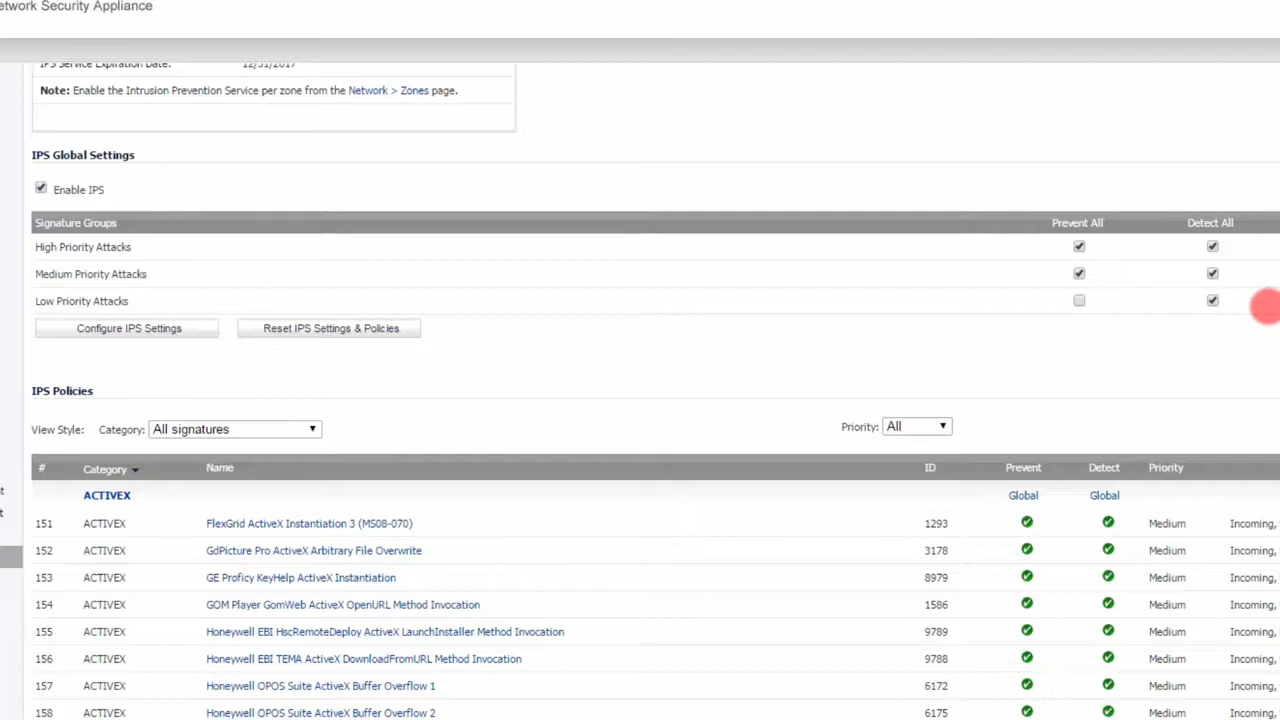 etwork Security Appliance
IPS Service Expiration Date: 12/31/2017
Note: Enable the Intrusion Prevention Service per zone from the Network > Zones page.
IPS Global Settings
Enable IPS
Signature Groups Prevent All Detect All
High Priority Attacks
Medium Priority Attacks
Low Priority Attacks
Configure IPS Settings Reset IPS Settings & Policies
IPS Policies
View Style: Category: All signatures Priority: All
# Category Name ID Prevent Detect Priority
t
ACTIVEX Global Global
t
151 ACTIVEX FlexGrid ActiveX Instantiation 3 (MS08-070) 1293 Medium Incoming,
152 ACTIVEX GdPicture Pro ActiveX Arbitrary File Overwrite 3178 Medium Incoming,
153 ACTIVEX GE Proficy KeyHelp ActiveX Instantiation 8979 Medium Incoming,
154 ACTIVEX GOM Player GomWeb ActiveX OpenURL Method Invocation 1586 Medium Incoming,
155 ACTIVEX Honeywell EBI HscRemoteDeploy ActiveX LaunchInstaller Method Invocation 9789 Medium Incoming,
156 ACTIVEX Honeywell EBI TEMA ActiveX DownloadFromURL Method Invocation 9788 Medium Incoming,
157 ACTIVEX Honeywell OPOS Suite ActiveX Buffer Overflow 1 6172 Medium Incoming,
158 ACTIVEX Honeywell OPOS Suite ActiveX Buffer Overflow 2 6175 Medium Incoming,